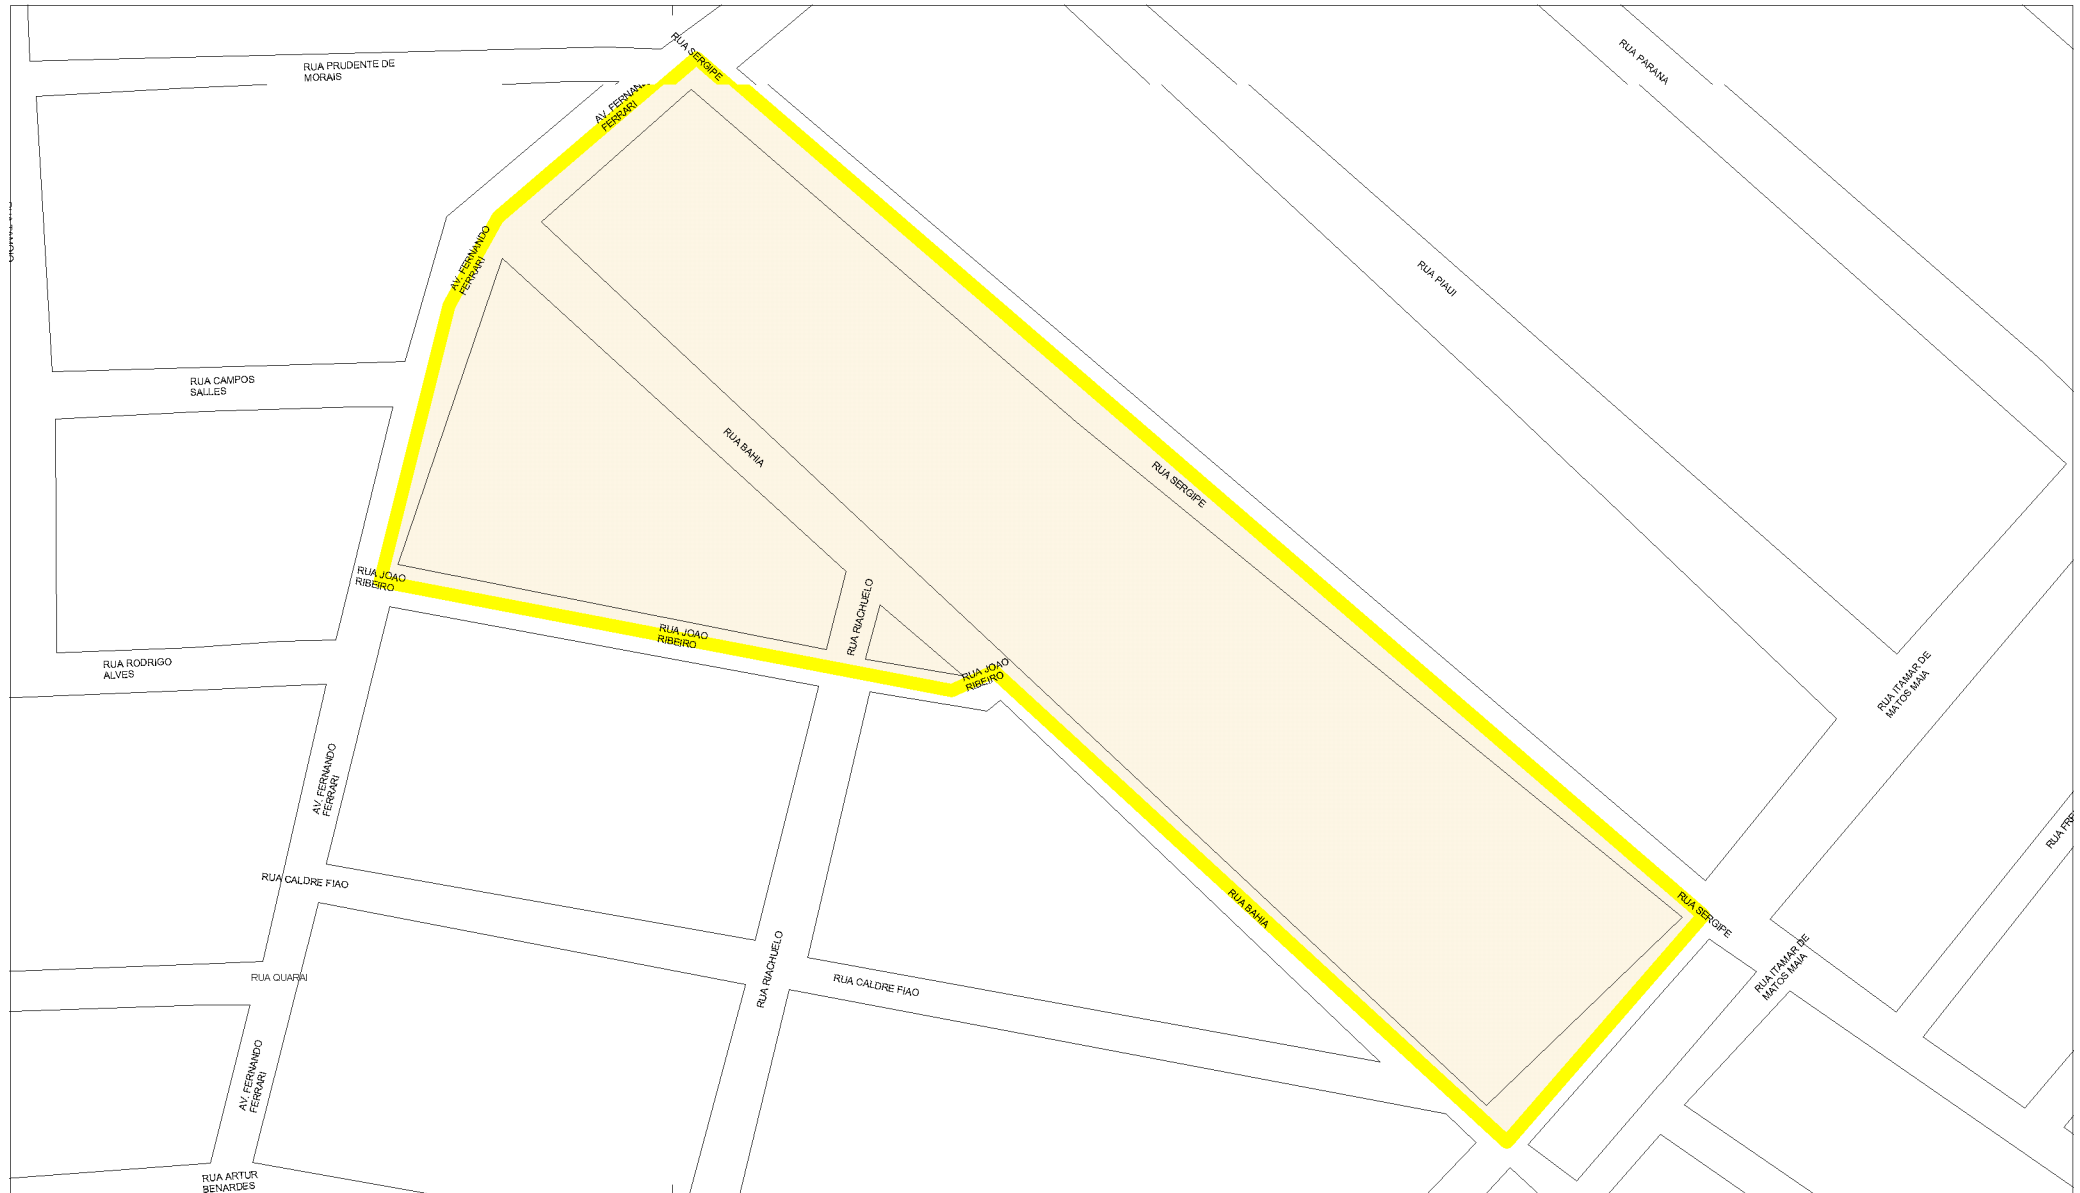 RUA SERGIPE
RUA PARANA
RUA PRUDENTE DE
MORAIS
AV. FERNAN
FERRARI
AV. FERNANDO
FERRARI
RUA PIAUI
RUA CAMPOS
SALLES
RUA BAHIA
RUA SERGIPE
RUA JOAO
RIBEIRO
RUA RIACHUELO
RUA JOAO
RIBEIRO
RUA RODRIGO
ALVES
RUA JOAO
RIBEIRO
RUA ITAMAR DE
MATOS MAIA
AV. FERNANDO
FERRARI
RUA FRE
RUA CALDRE FIAO
RUA BAHIA
RUA SERGIPE
RUA QUARAI
RUA RIACHUELO
RUA CALDRE FIAO
RUA ITAMAR DE
MATOS MAIA
AV. FERNANDO
FERRARI
RUA ARTUR
BENARDES